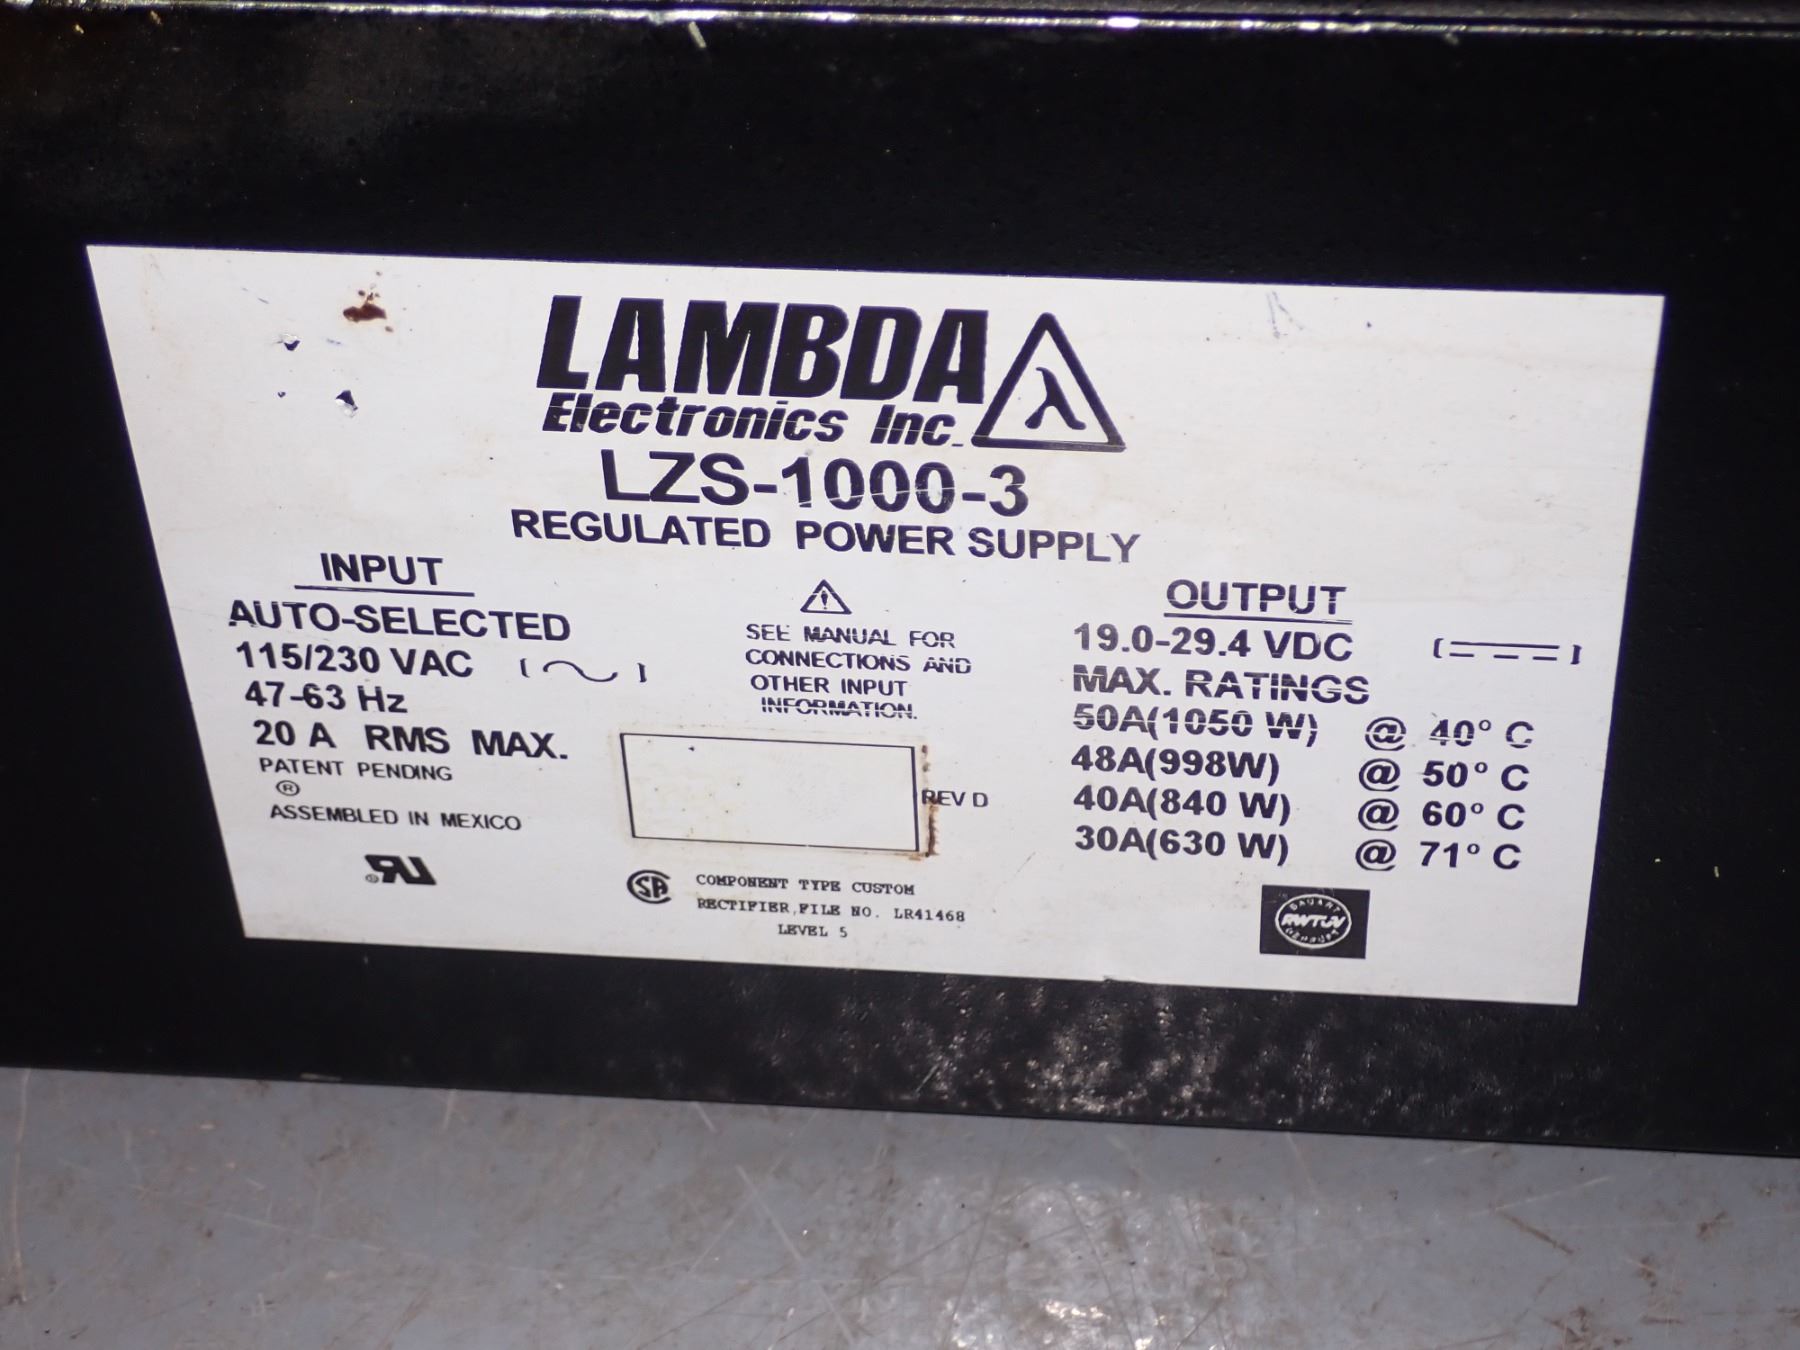 LAMBDA
Electronics Inc.
λ
LZS-1000-3
REGULATED POWER SUPPLY
INPUT
AUTO-SELECTED
115/230 VAC
47-63 Hz
20 A RMS MAX.
PATENT PENDING
®
ASSEMBLED IN MEXICO
SEE MANUAL FOR
CONNECTIONS AND
OTHER INPUT
INFORMATION.
REV D
COMPONENT TYPE CUSTOM
RECTIFIER, FILE NO. LR41468
LEVEL 5
OUTPUT
19.0-29.4 VDC
MAX. RATINGS
50A(1050 W) @ 40° C
48A(998W) @ 50° C
40A(840 W) @ 60° C
30A(630 W) @ 71° C
BAUART
RWTÜV